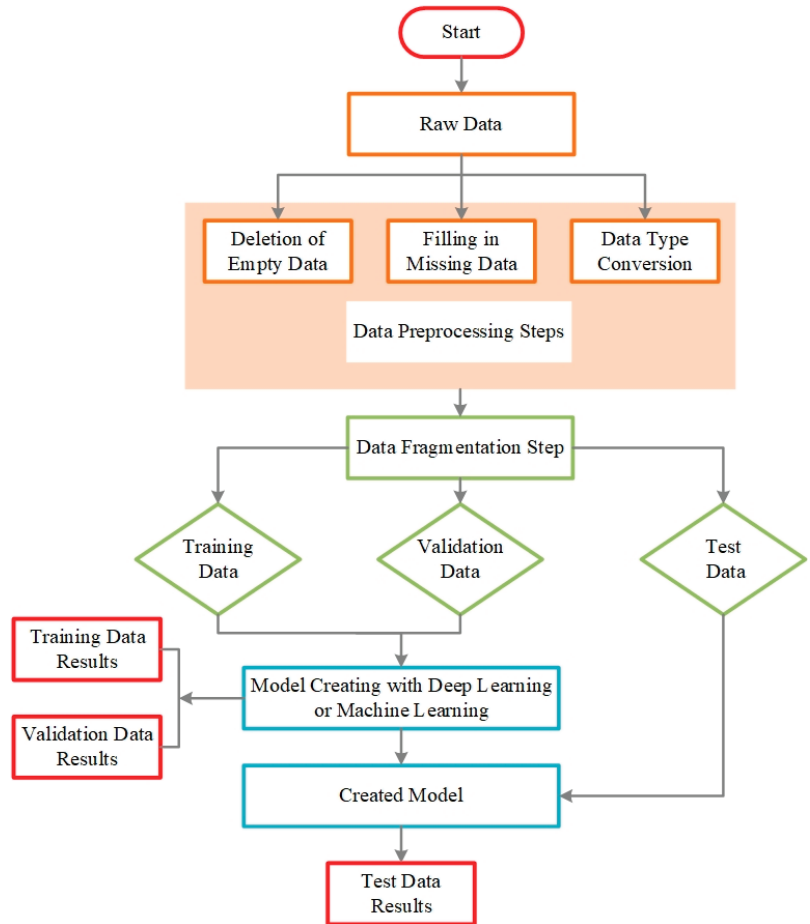 Start
Raw Data
Deletion of
Empty Data
Filling in
Missing Data
Data Type
Conversion
Data Preprocessing Steps
Data Fragmentation Step
Training
Data
Validation
Data
Test
Data
Training Data
Results
Validation Data
Results
Model Creating with Deep Learning
or Machine Learning
Created Model
Test Data
Results